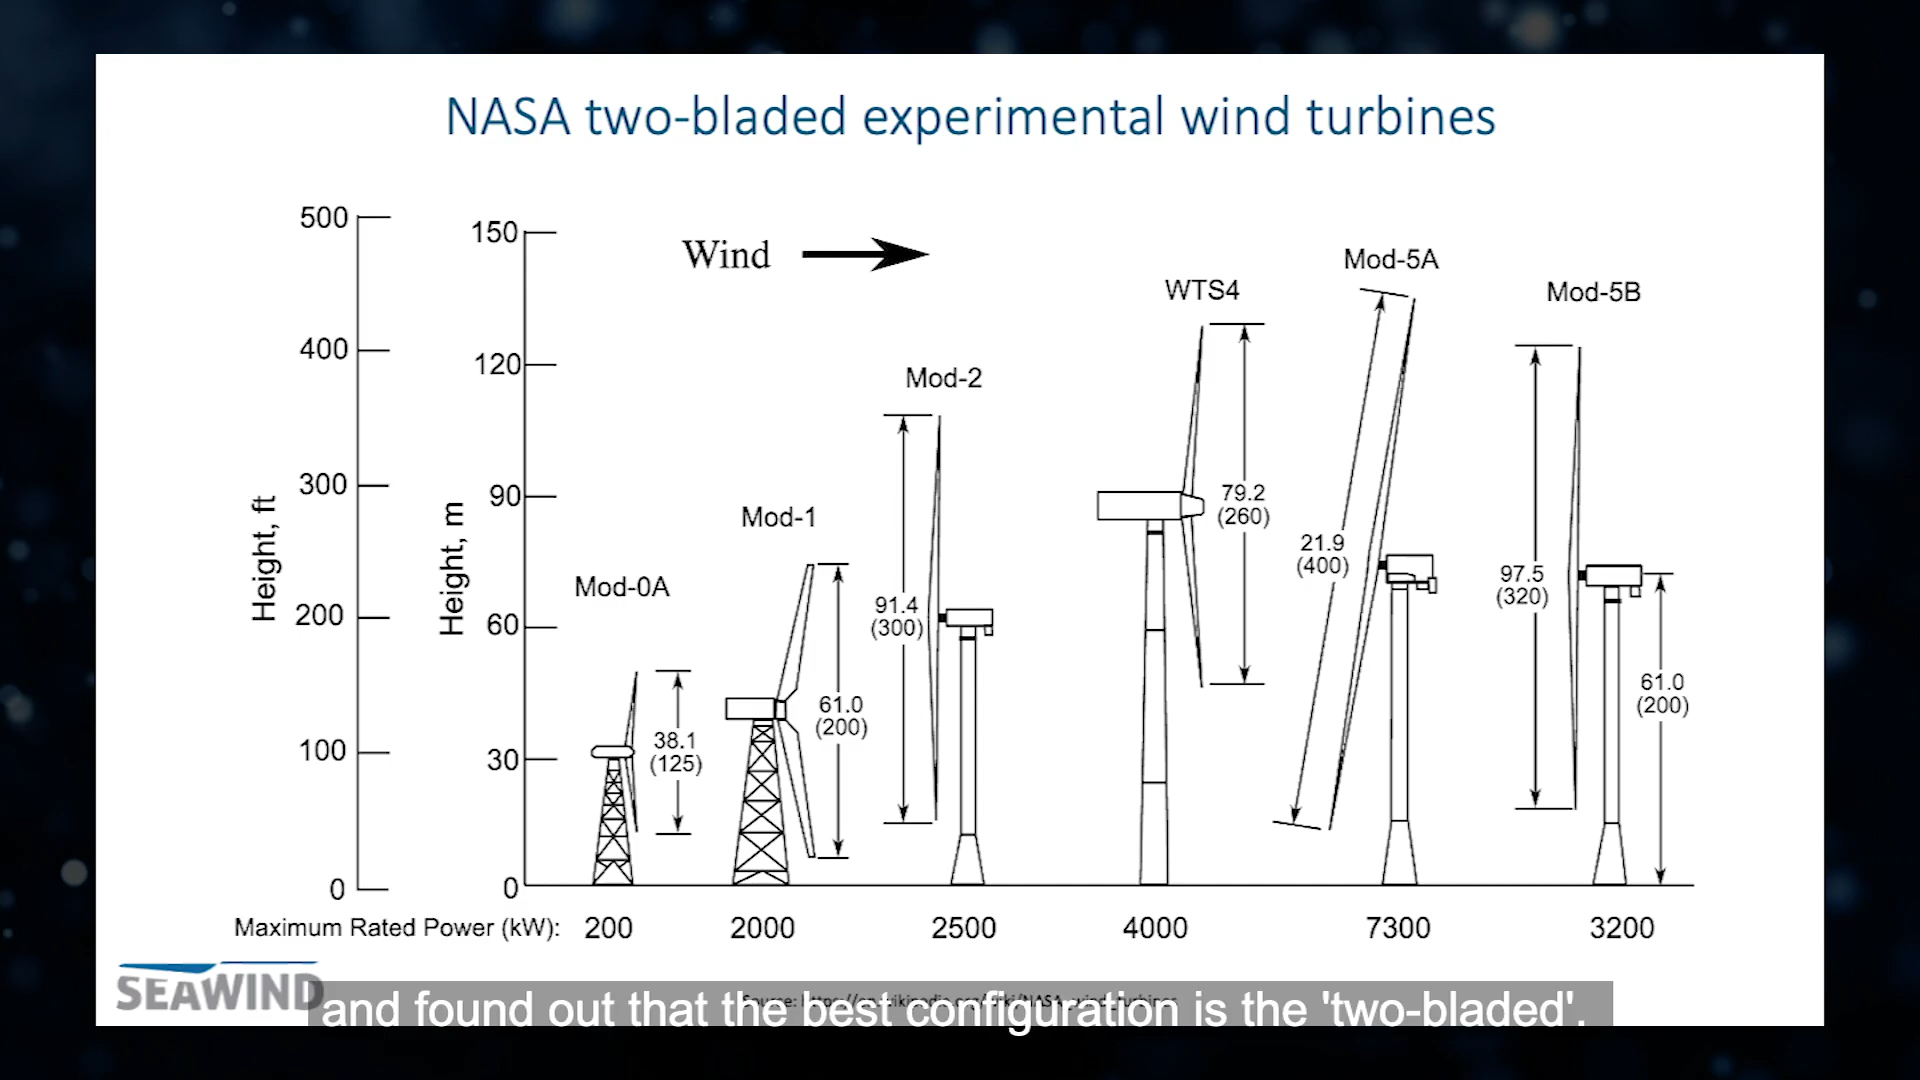 NASA two-bladed experimental wind turbines
500
400
300
200
100
0
Height, ft
150
120
90
60
30
0
Height, m
Wind
Mod-0A
38.1
(125)
Mod-1
61.0
(200)
Mod-2
91.4
(300)
WTS4
79.2
(260)
Mod-5A
21.9
(400)
Mod-5B
97.5
(320)
61.0
(200)
Maximum Rated Power (kW): 200 2000 2500 4000 7300 3200
SEAWIND
and found out that the best configuration is the 'two-bladed'.